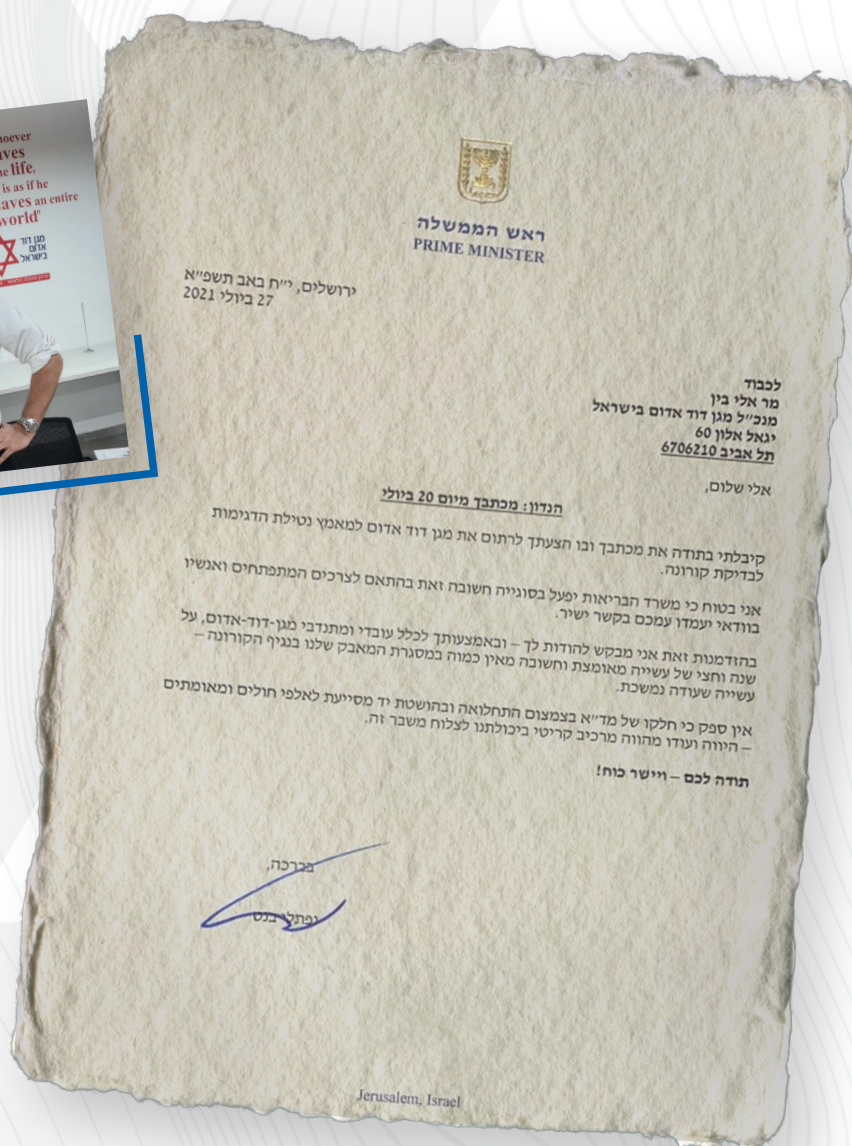 hoever
ves
ne life,
is as if he
saves an entire
world"
מגן דוד
אדום
בישראל
ראש הממשלה
PRIME MINISTER
ירושלים, י"ח באב תשפ"א
27 ביולי 2021
לכבוד
מר אלי בין
מנכ"ל מגן דוד אדום בישראל
יגאל אלון 60
תל אביב 6706210
אלי שלום,
הנדון: מכתבך מיום 20 ביולי
קיבלתי בתודה את מכתבך ובו הצעתך לרתום את מגן דוד אדום למאמץ נטילת הדגימות
לבדיקת קורונה.
אני בטוח כי משרד הבריאות יפעל בסוגייה חשובה זאת בהתאם לצרכים המתפתחים ואנשיו
בוודאי יעמדו עמכם בקשר ישיר.
בהזדמנות זאת אני מבקש להודות לך – ובאמצעותך לכלל עובדי ומתנדבי מגן-דוד-אדום, על
שנה וחצי של עשייה מאומצת וחשובה מאין כמוה במסגרת המאבק שלנו בנגיף הקורונה –
עשייה שעודה נמשכת.
אין ספק כי חלקו של מד"א בצמצום התחלואה ובהושטת יד מסייעת לאלפי חולים ומאומתים
– היווה ועודו מהווה מרכיב קריטי ביכולתנו לצלוח משבר זה.
תודה לכם – ויישר כוח!
בברכה,
נפתלי בנט
Jerusalem, Israel